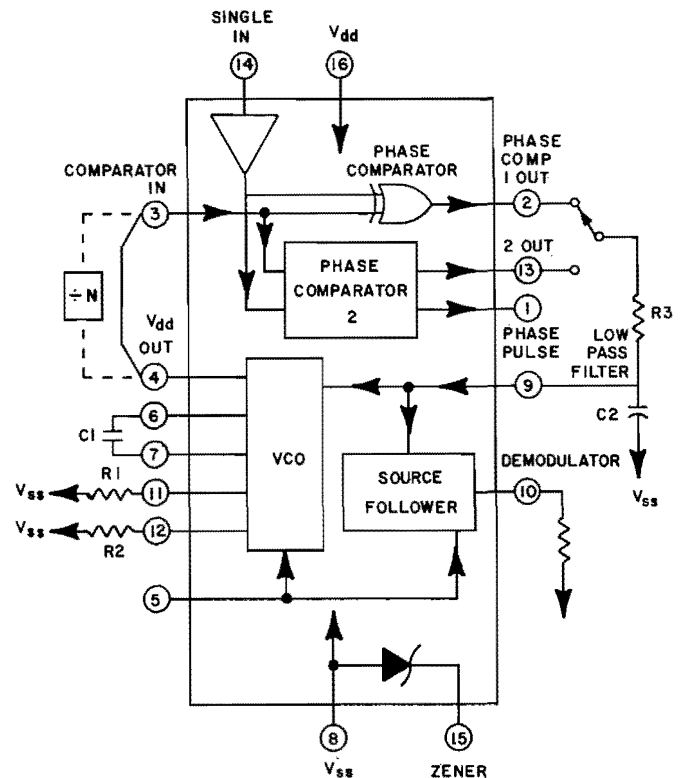 SINGLE
IN
14
Vdd
16
COMPARATOR
IN
3
÷N
Vdd
OUT
4
6
C1
7
R1
Vss
11
Vss
12
R2
5
PHASE
COMPARATOR
PHASE
COMPARATOR
2
VCO
SOURCE
FOLLOWER
PHASE
COMP
1 OUT
2
2 OUT
13
1
PHASE
PULSE
9
LOW
PASS
FILTER
R3
C2
Vss
DEMODULATOR
10
8
Vss
15
ZENER